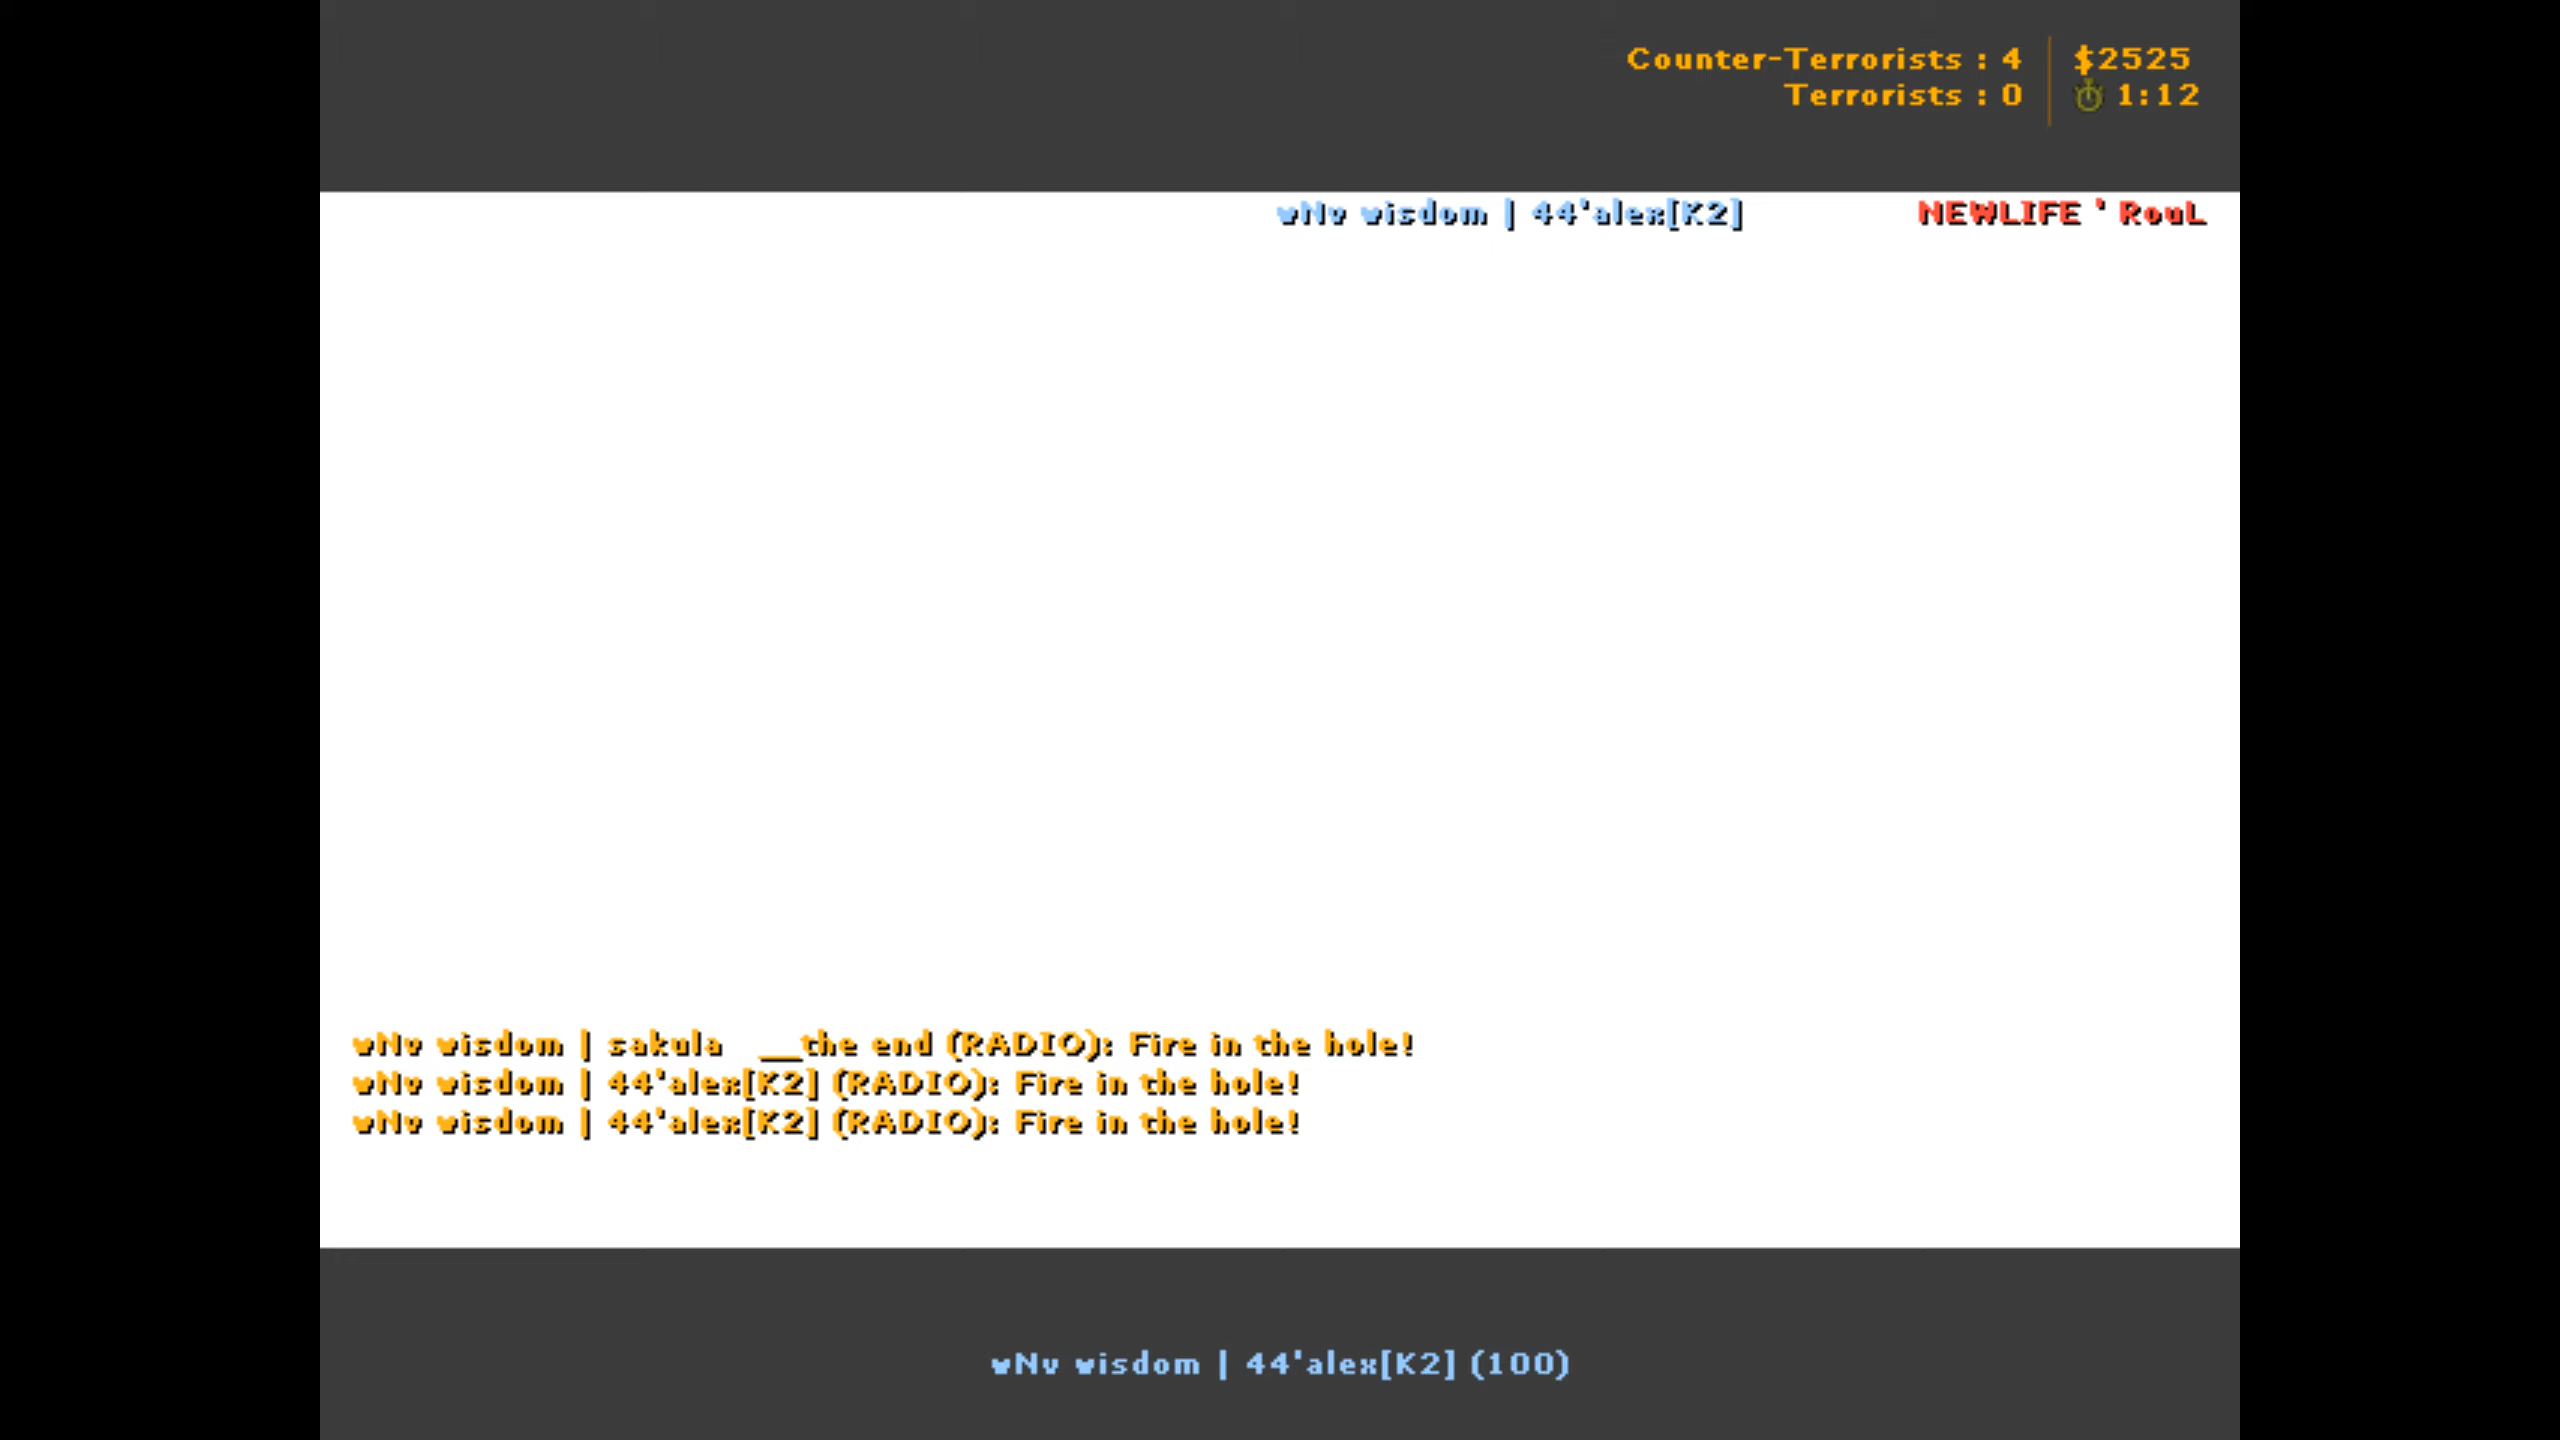 Counter-Terrorists : 4 $2525
Terrorists : 0 1:12
wNv wisdom | 44'alex[K2] NEWLIFE ' RouL
wNv wisdom | sakula __the end (RADIO): Fire in the hole!
wNv wisdom | 44'alex[K2] (RADIO): Fire in the hole!
wNv wisdom | 44'alex[K2] (RADIO): Fire in the hole!
wNv wisdom | 44'alex[K2] (100)